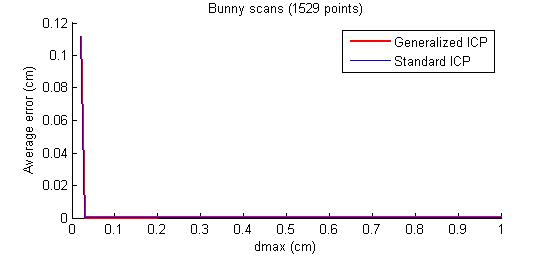 Bunny scans (1529 points)
Generalized ICP
Standard ICP
Average error (cm)
0.12
0.1
0.08
0.06
0.04
0.02
0
0 0.1 0.2 0.3 0.4 0.5 0.6 0.7 0.8 0.9 1
dmax (cm)